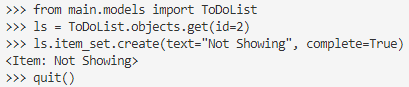 >>> from main.models import ToDoList
>>> ls = ToDoList.objects.get(id=2)
>>> ls.item_set.create(text="Not Showing", complete=True)
<Item: Not Showing>
>>> quit()